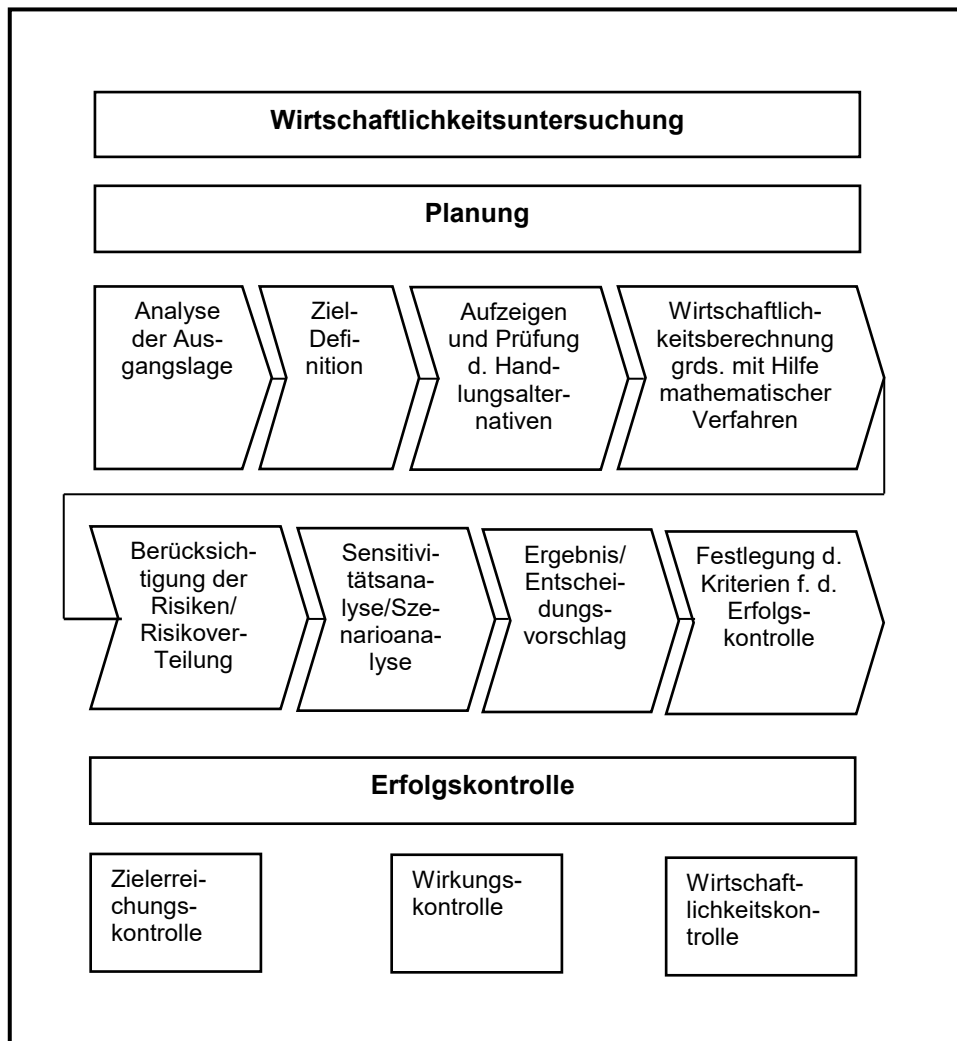 Wirtschaftlichkeitsuntersuchung
Planung
Analyse
der Aus-
gangslage
Ziel-
Defi-
nition
Aufzeigen
und Prüfung
d. Hand-
lungsalter-
nativen
Wirtschaftlich-
keitsberechnung
grds. mit Hilfe
mathematischer
Verfahren
Berücksich-
tigung der
Risiken/
Risikover-
Teilung
Sensitivi-
tätsana-
lyse/Sze-
narioana-
lyse
Ergebnis/
Entschei-
dungs-
vorschlag
Festlegung d.
Kriterien f. d.
Erfolgs-
kontrolle
Erfolgskontrolle
Zielerrei-
chungs-
kontrolle
Wirkungs-
kontrolle
Wirtschaft-
lichkeitskon-
trolle